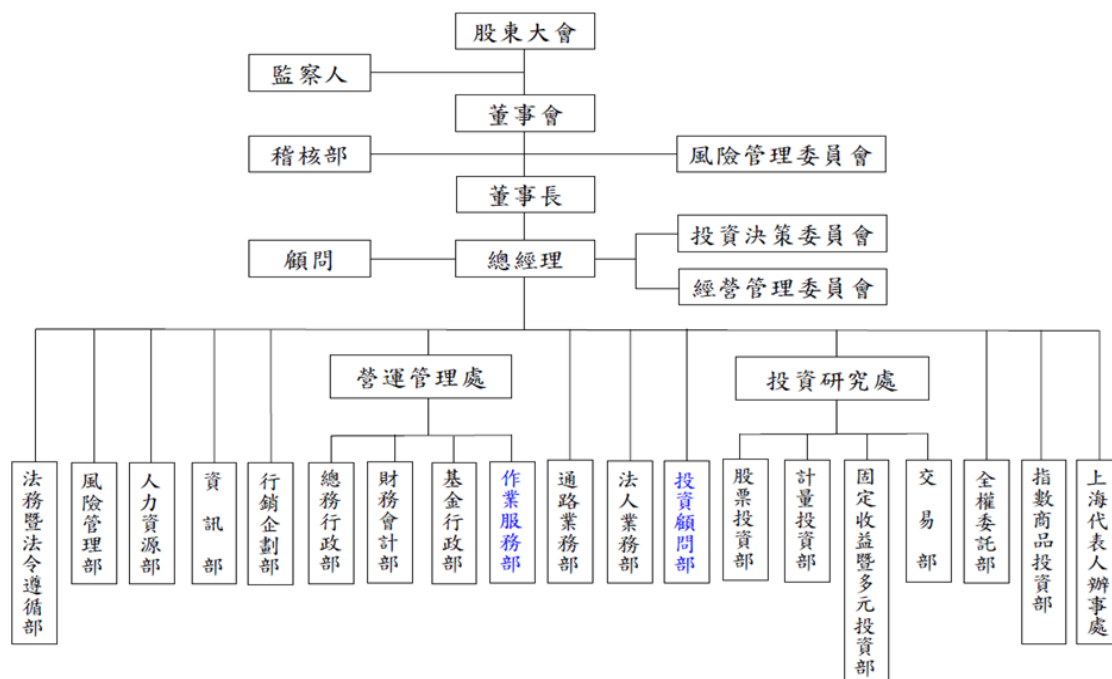 股東大會
監察人
董事會
稽核部
風險管理委員會
董事長
投資決策委員會
顧問
總經理
經營管理委員會
營運管理處
投資研究處
法務暨法令遵循部
風險管理部
人力資源部
資訊部
行銷企劃部
總務行政部
財務會計部
基金行政部
作業服務部
通路業務部
法人業務部
投資顧問部
股票投資部
計量投資部
固定收益暨多元投資部
交易部
全權委託部
指數商品投資部
上海代表人辦事處